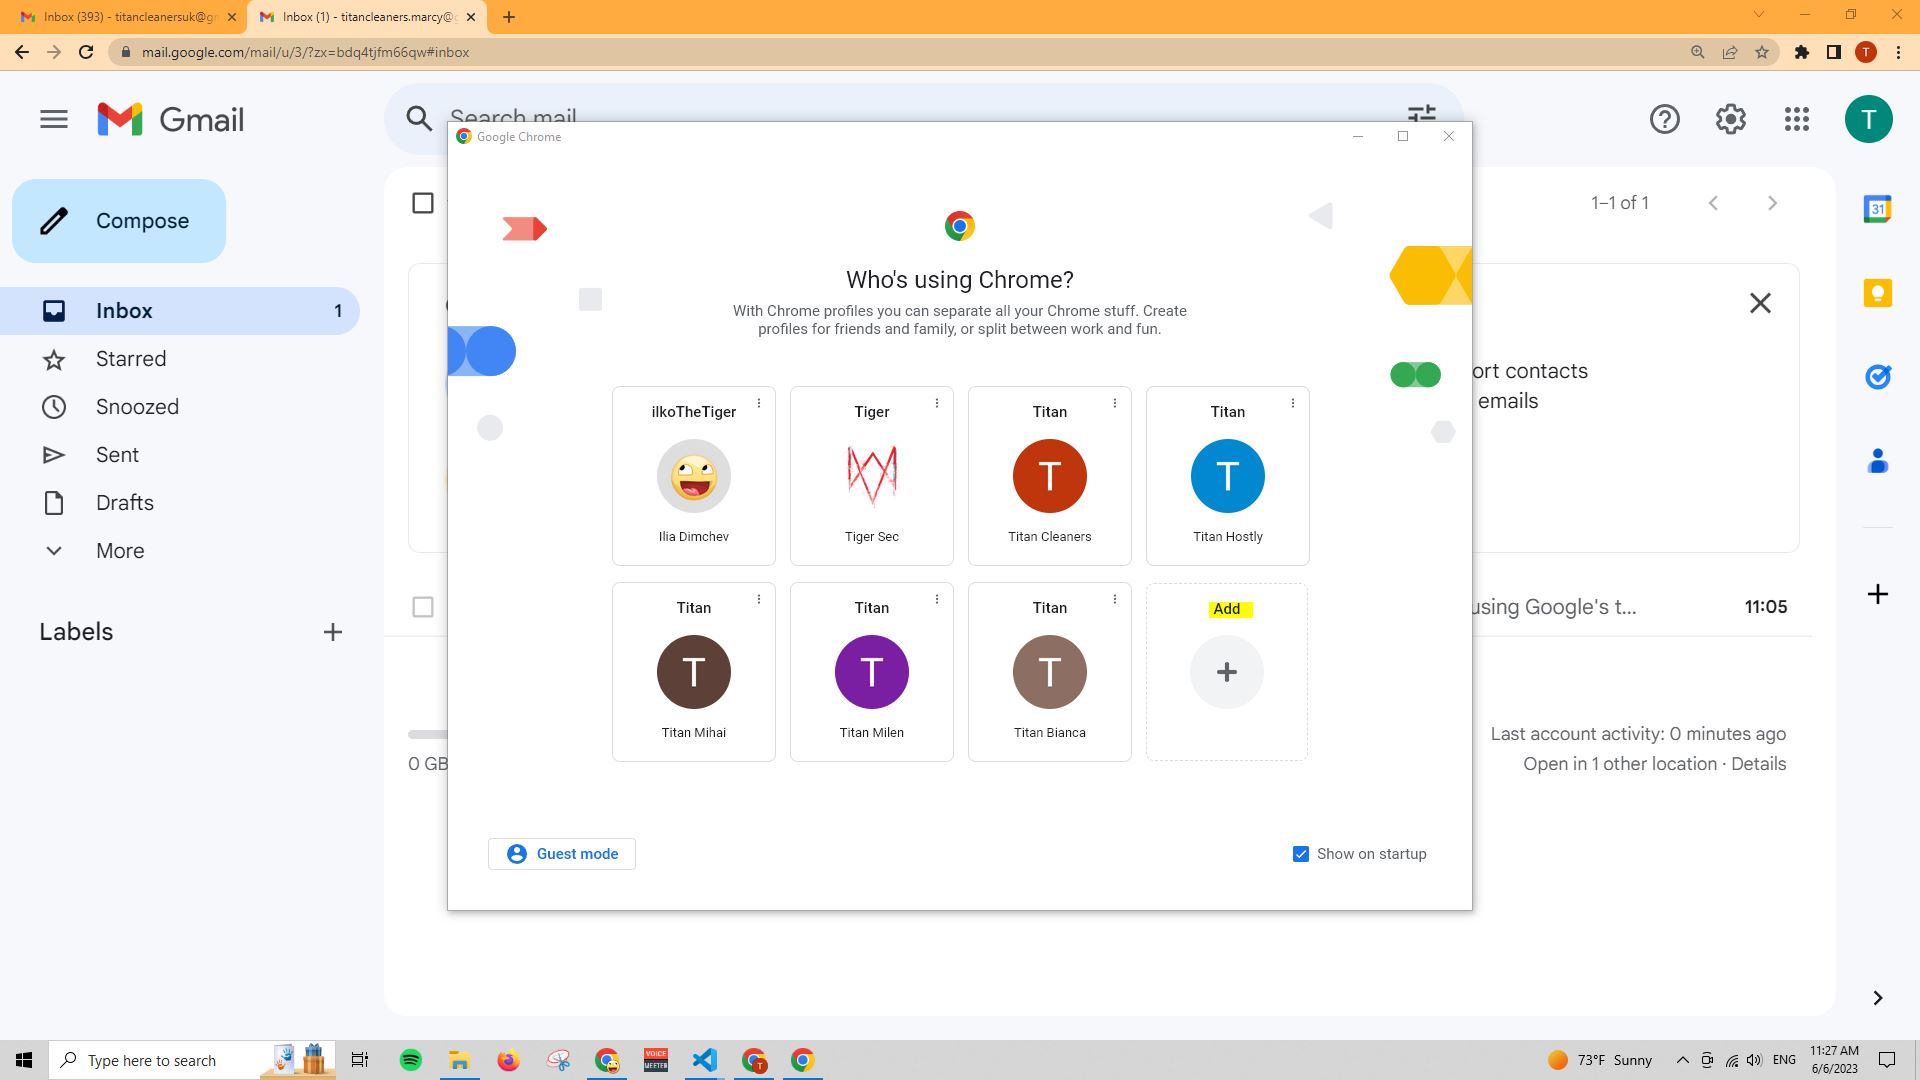 Inbox (393) - titancleanersuk@gm
Inbox (1) - titancleaners.marcy@g
mail.google.com/mail/u/3/?zx=bdq4tjfm66qw#inbox
T
Gmail
Search mail
T
Google Chrome
Compose
1–1 of 1
31
Who's using Chrome?
With Chrome profiles you can separate all your Chrome stuff. Create
profiles for friends and family, or split between work and fun.
Inbox 1
Starred
ort contacts
Snoozed
emails
Sent
Drafts
More
ilkoTheTiger
Tiger
Titan
Titan
T
T
Ilia Dimchev
Tiger Sec
Titan Cleaners
Titan Hostly
Titan
Titan
Titan
Add
using Google's t...
11:05
Labels
T
T
T
Titan Mihai
Titan Milen
Titan Bianca
0 GB
Last account activity: 0 minutes ago
Open in 1 other location · Details
Guest mode
Show on startup
Type here to search
VOICE
MEETER
T
73°F Sunny
ENG
11:27 AM
6/6/2023